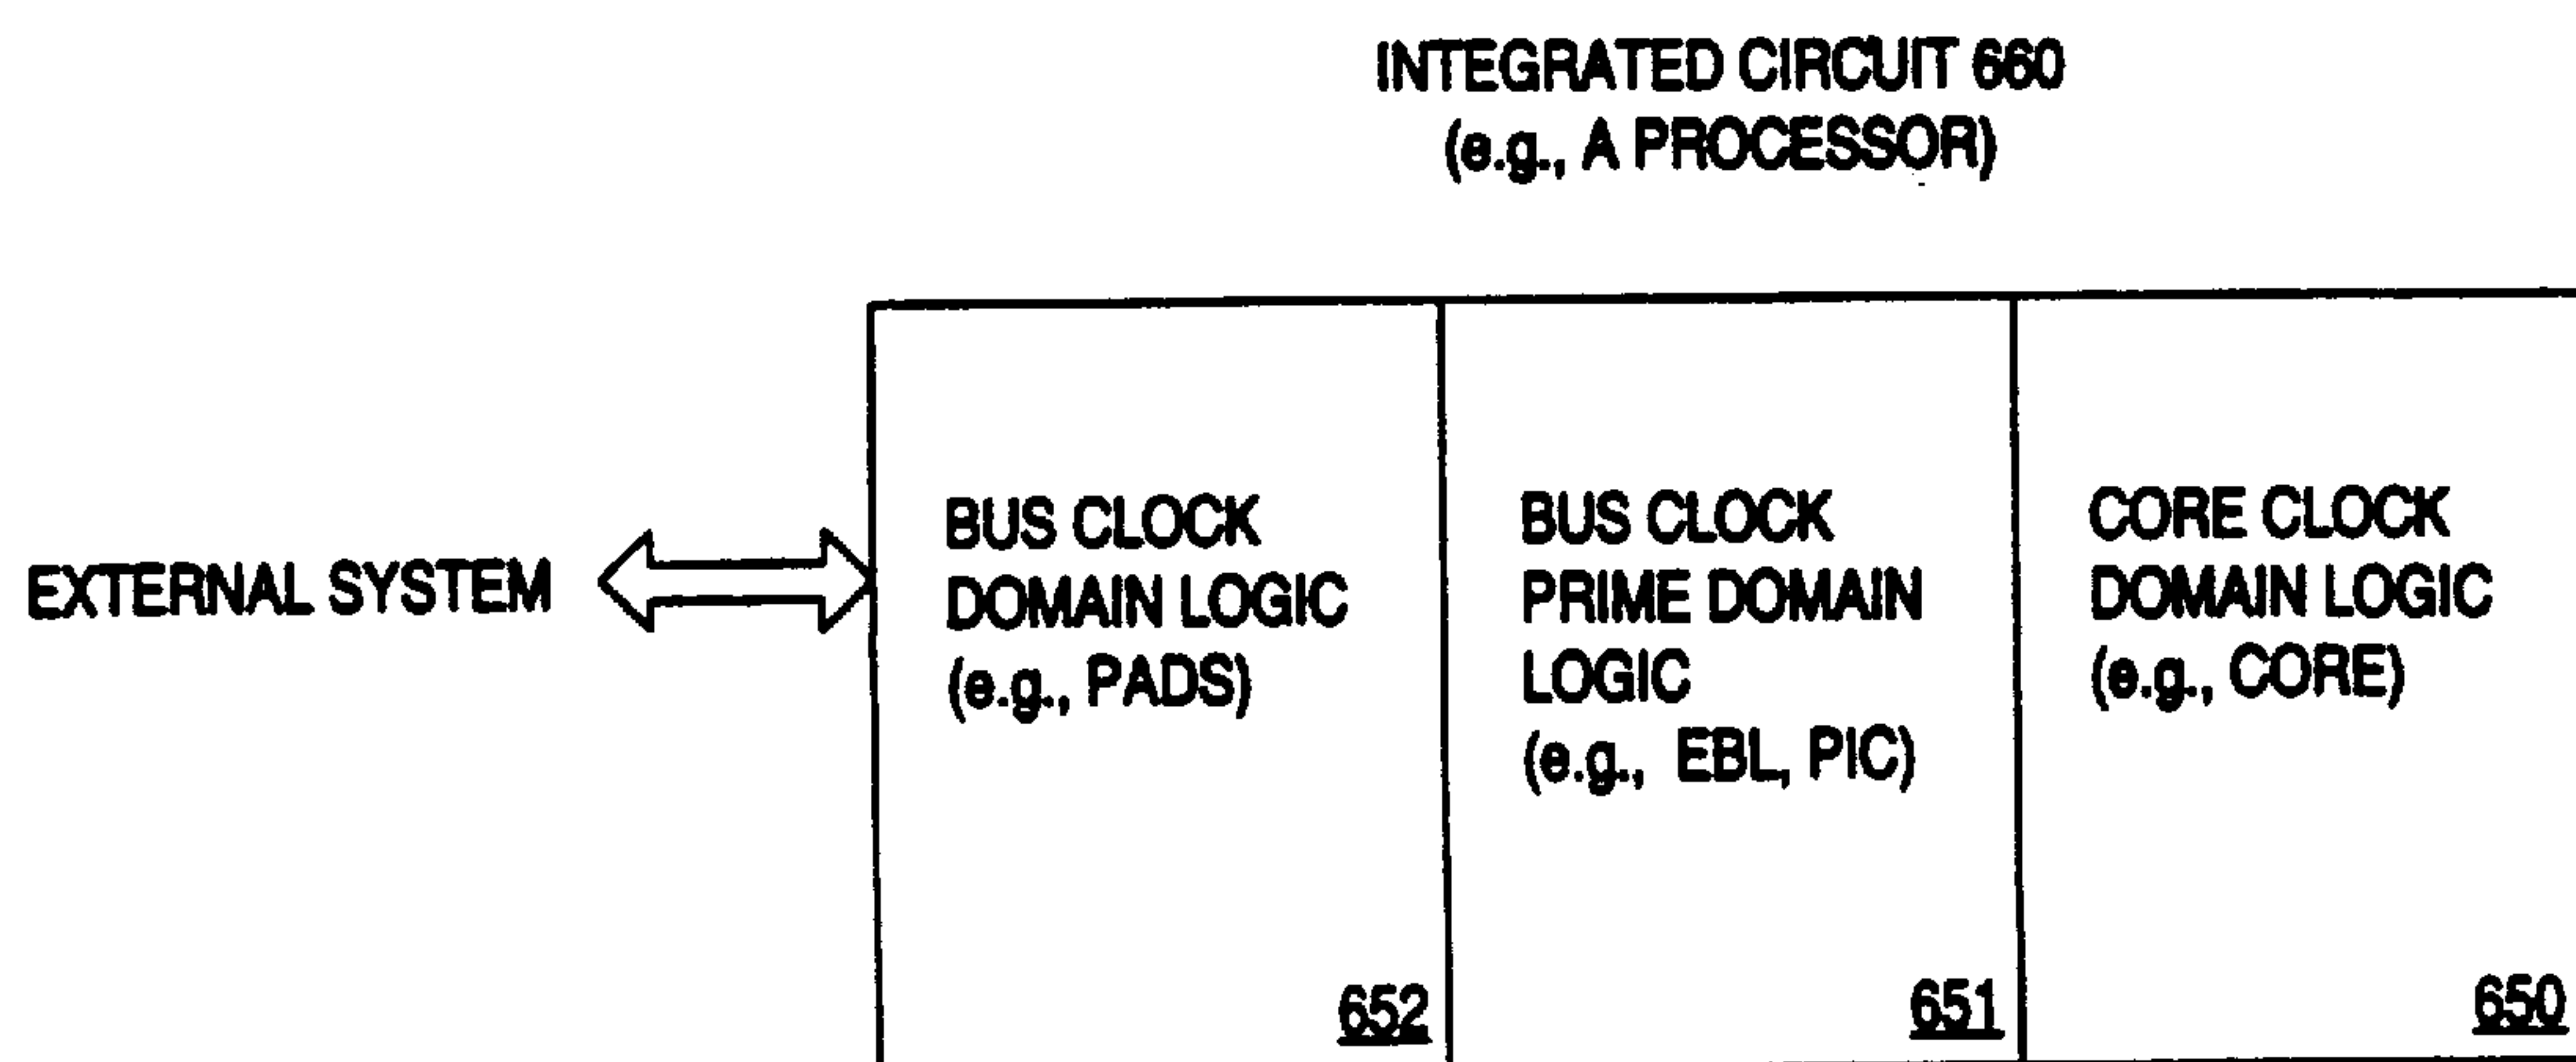 INTEGRATED CIRCUIT 660
(e.g., A PROCESSOR)
EXTERNAL SYSTEM
BUS CLOCK
DOMAIN LOGIC
(e.g., PADS)
652
BUS CLOCK
PRIME DOMAIN
LOGIC
(e.g., EBL, PIC)
651
CORE CLOCK
DOMAIN LOGIC
(e.g., CORE)
650